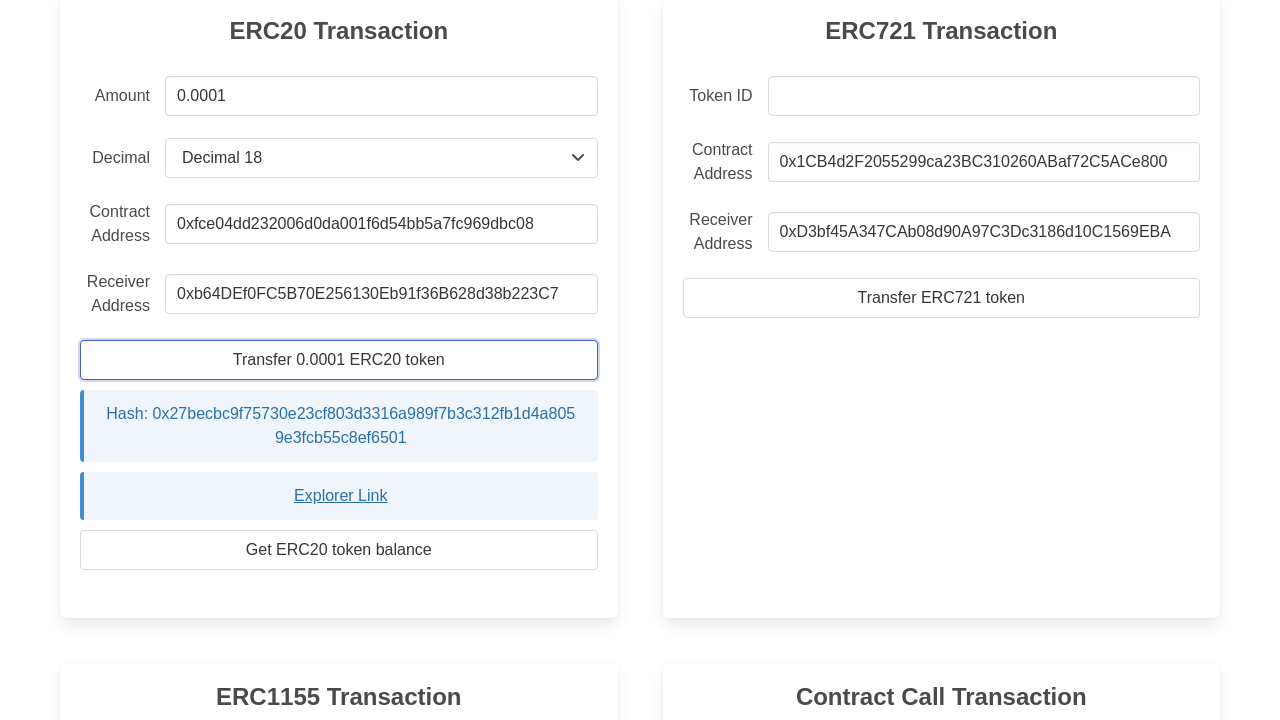 ERC20 Transaction
Amount
0.0001
Decimal
Decimal 18
Contract
Address
0xfce04dd232006d0da001f6d54bb5a7fc969dbc08
Receiver
Address
0xb64DEf0FC5B70E256130Eb91f36B628d38b223C7
Transfer 0.0001 ERC20 token
Hash: 0x27becbc9f75730e23cf803d3316a989f7b3c312fb1d4a805
9e3fcb55c8ef6501
Explorer Link
Get ERC20 token balance
ERC721 Transaction
Token ID
Contract
Address
0x1CB4d2F2055299ca23BC310260ABaf72C5ACe800
Receiver
Address
0xD3bf45A347CAb08d90A97C3Dc3186d10C1569EBA
Transfer ERC721 token
ERC1155 Transaction
Contract Call Transaction